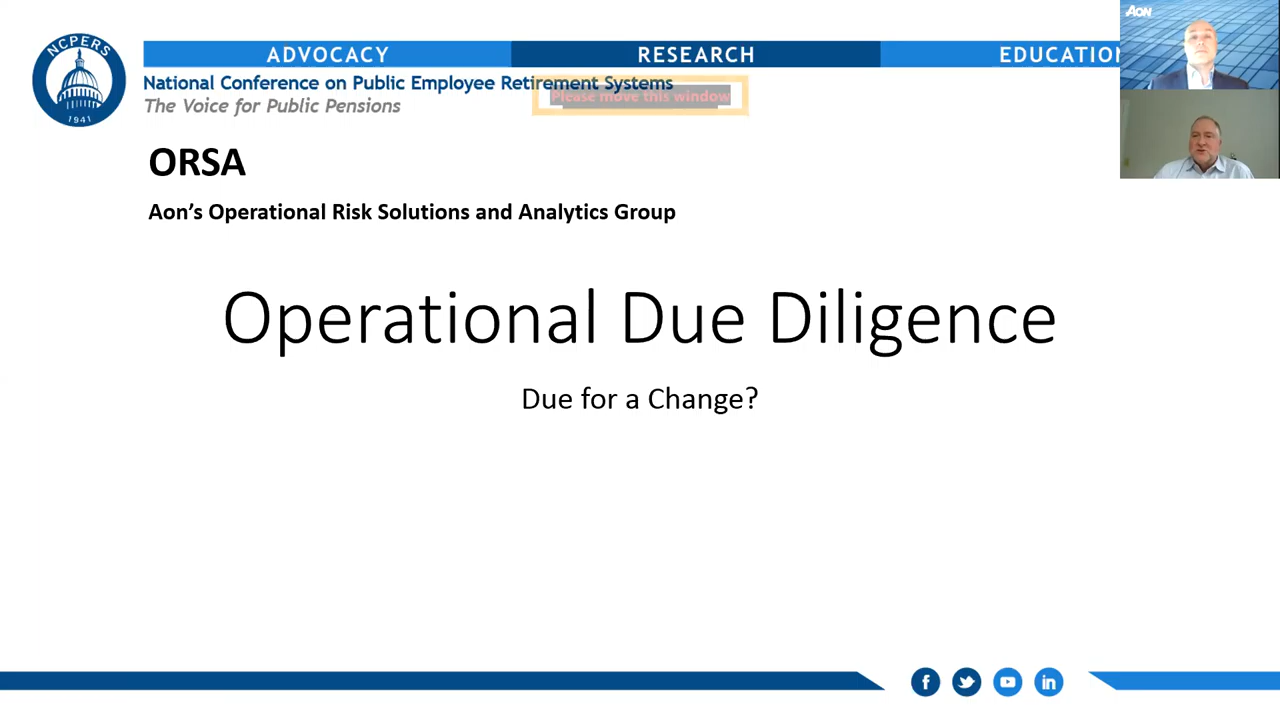 NCPERS
1941
ADVOCACY
RESEARCH
EDUCATION
AON
National Conference on Public Employee Retirement Systems
The Voice for Public Pensions
Please move this window
ORSA
Aon’s Operational Risk Solutions and Analytics Group
Operational Due Diligence
Due for a Change?